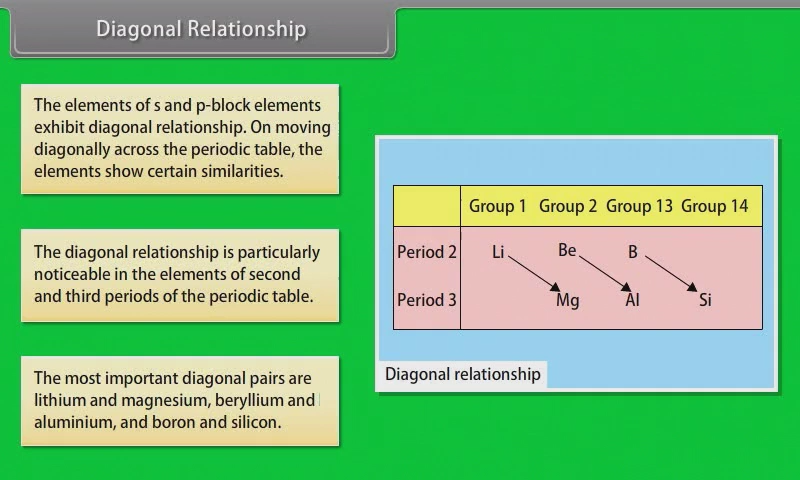 Diagonal Relationship
The elements of s and p-block elements
exhibit diagonal relationship. On moving
diagonally across the periodic table, the
elements show certain similarities.
The diagonal relationship is particularly
noticeable in the elements of second
and third periods of the periodic table.
The most important diagonal pairs are
lithium and magnesium, beryllium and
aluminium, and boron and silicon.
Group 1 Group 2 Group 13 Group 14
Period 2 Li Be B
Period 3 Mg Al Si
Diagonal relationship